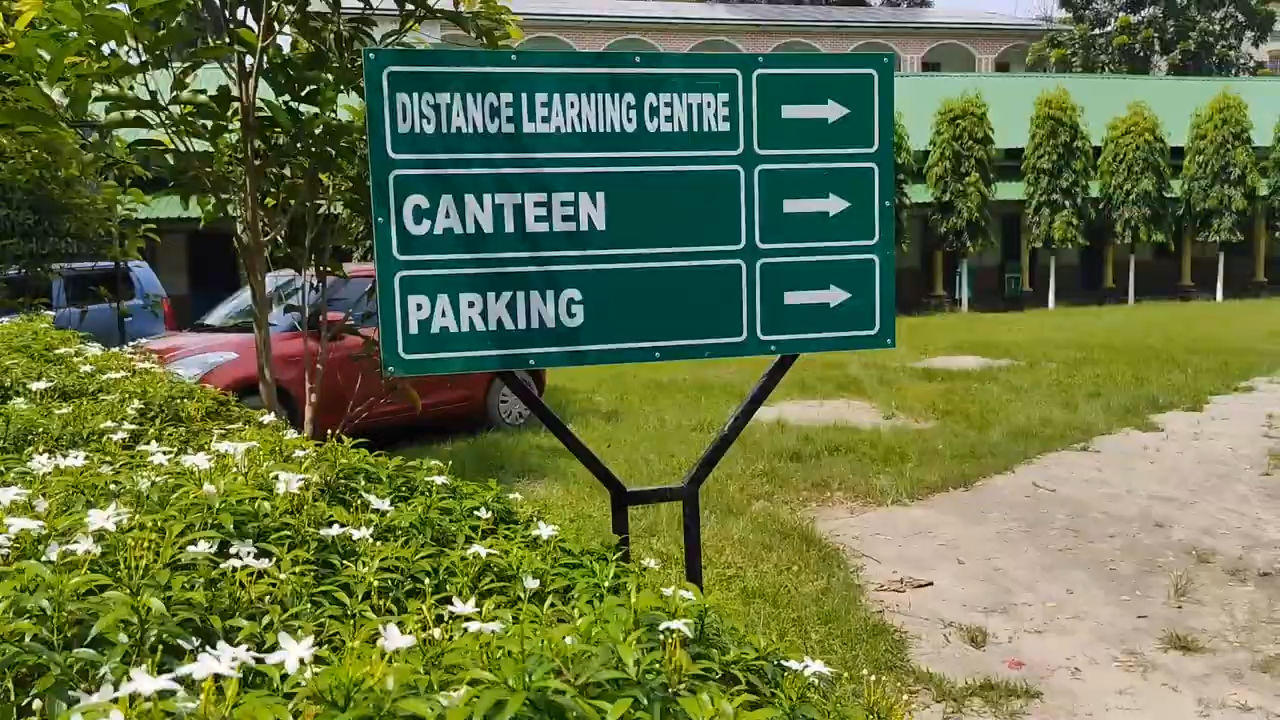 DISTANCE LEARNING CENTRE →
CANTEEN →
PARKING →